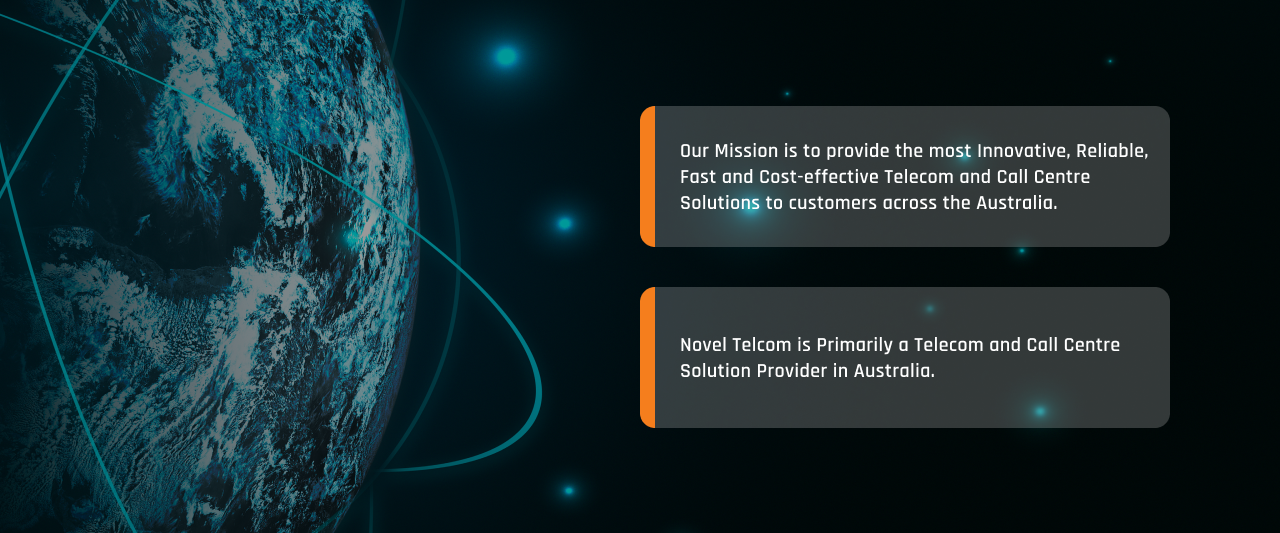 Our Mission is to provide the most Innovative, Reliable,
Fast and Cost-effective Telecom and Call Centre
Solutions to customers across the Australia.
Novel Telcom is Primarily a Telecom and Call Centre
Solution Provider in Australia.